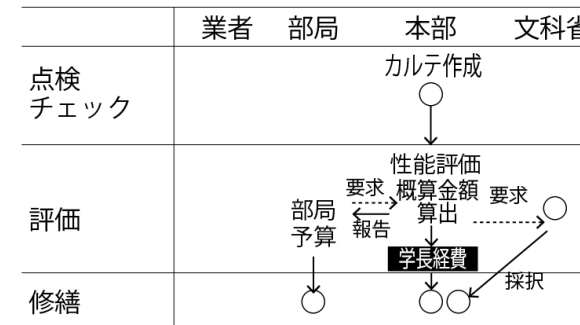 業者 部局 本部 文科省
点検
チェック
カルテ作成
評価
部局
予算
要求
報告
性能評価
概算金額
算出
学長経費
要求
採択
修繕